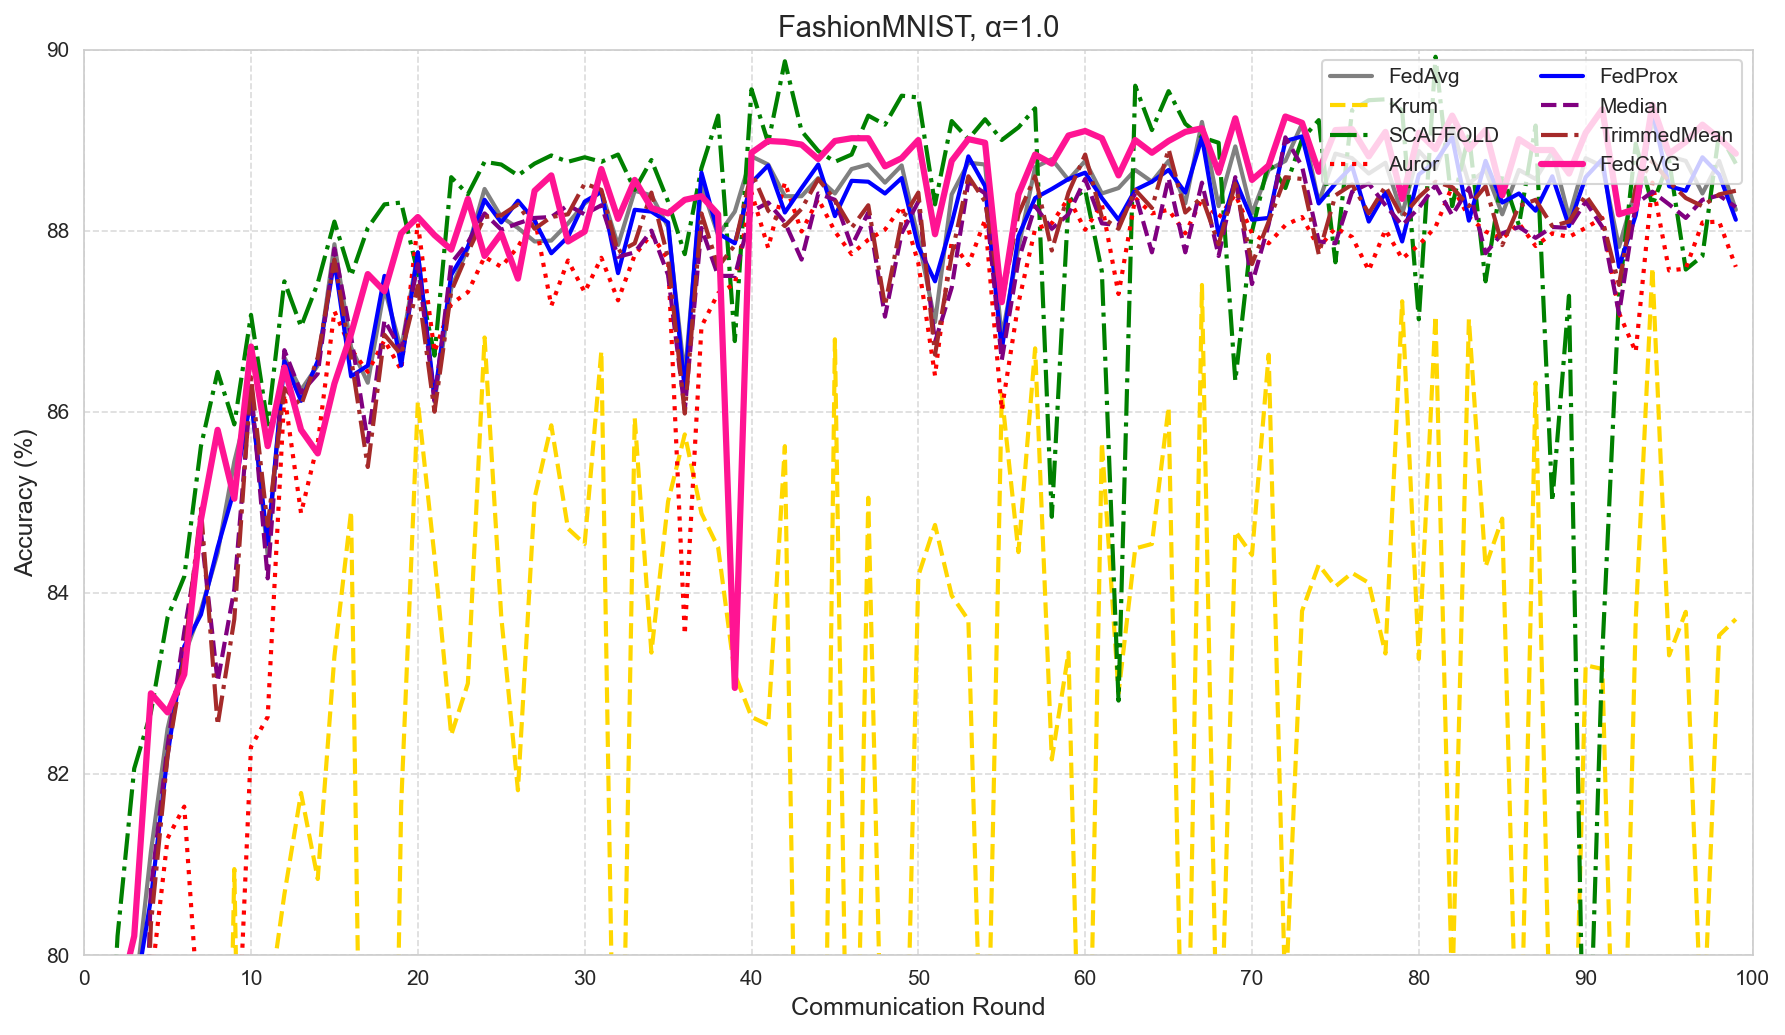 FashionMNIST, α=1.0
90
88
86
84
82
80
Accuracy (%)
FedAvg
Krum
SCAFFOLD
Auror
FedProx
Median
TrimmedMean
FedCVG
0 10 20 30 40 50 60 70 80 90 100
Communication Round